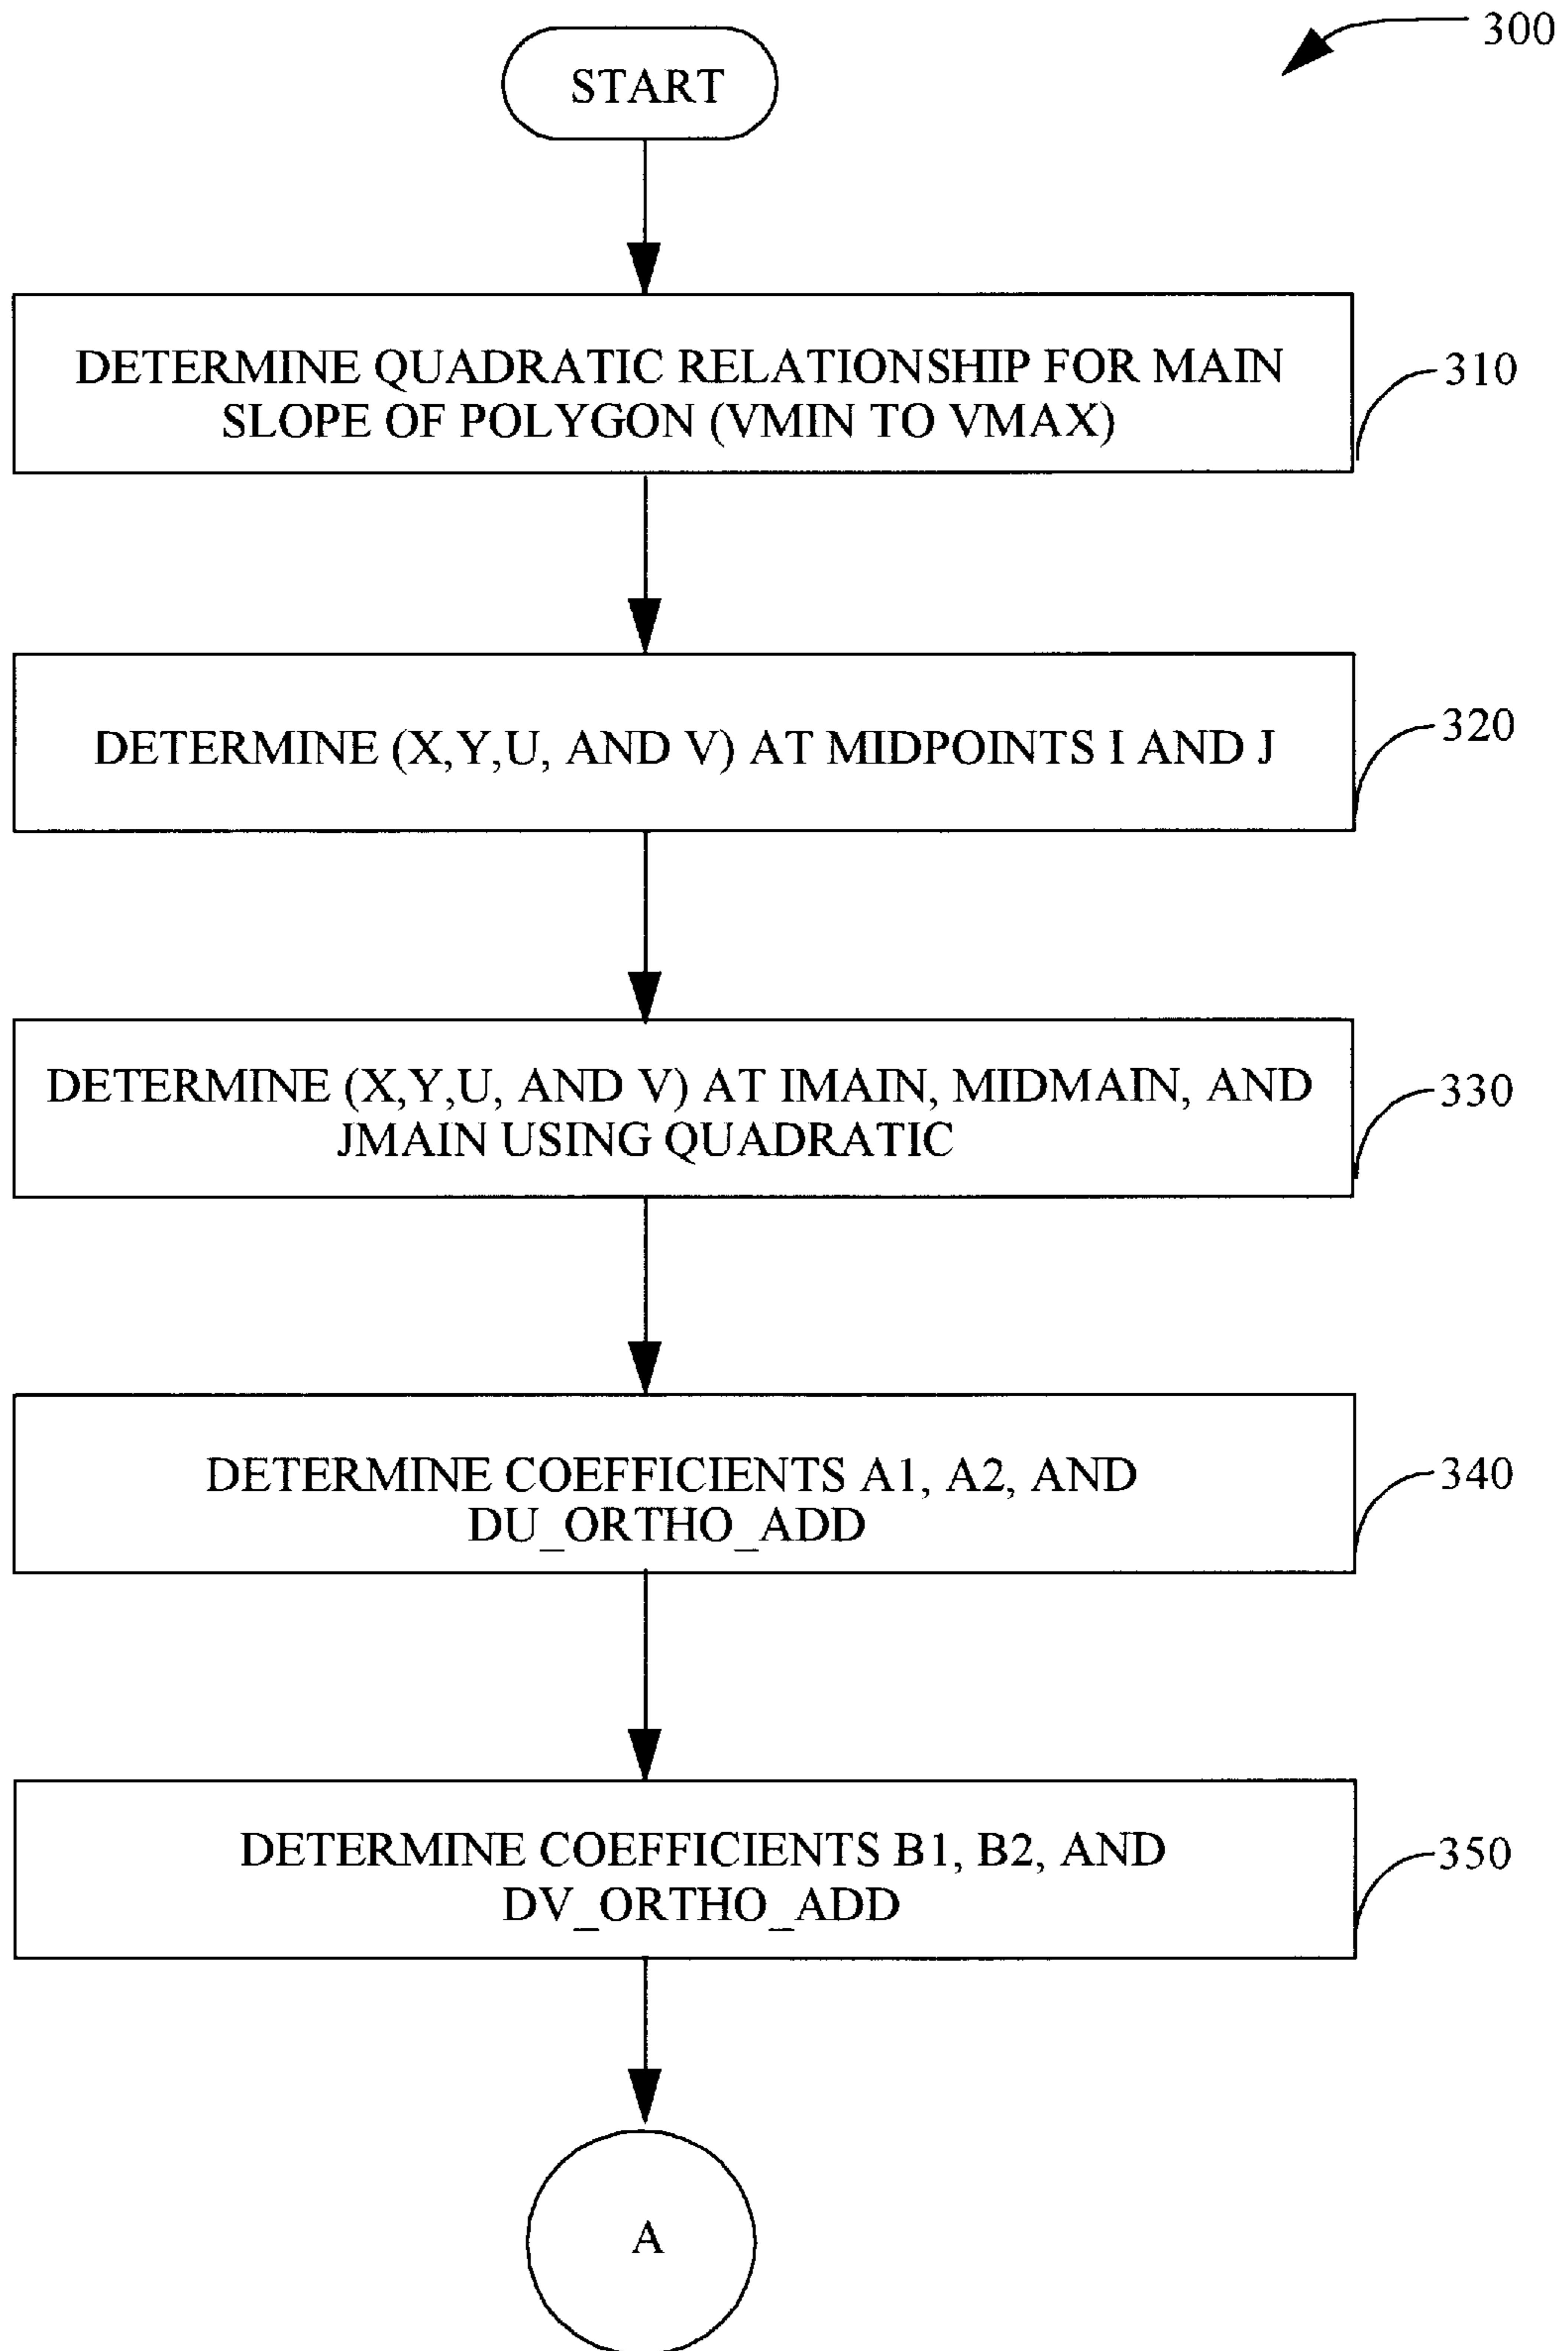 300
START
DETERMINE QUADRATIC RELATIONSHIP FOR MAIN
SLOPE OF POLYGON (VMIN TO VMAX)
310
DETERMINE (X,Y,U, AND V) AT MIDPOINTS I AND J
320
DETERMINE (X,Y,U, AND V) AT IMAIN, MIDMAIN, AND
JMAIN USING QUADRATIC
330
DETERMINE COEFFICIENTS A1, A2, AND
DU_ORTHO_ADD
340
DETERMINE COEFFICIENTS B1, B2, AND
DV_ORTHO_ADD
350
A